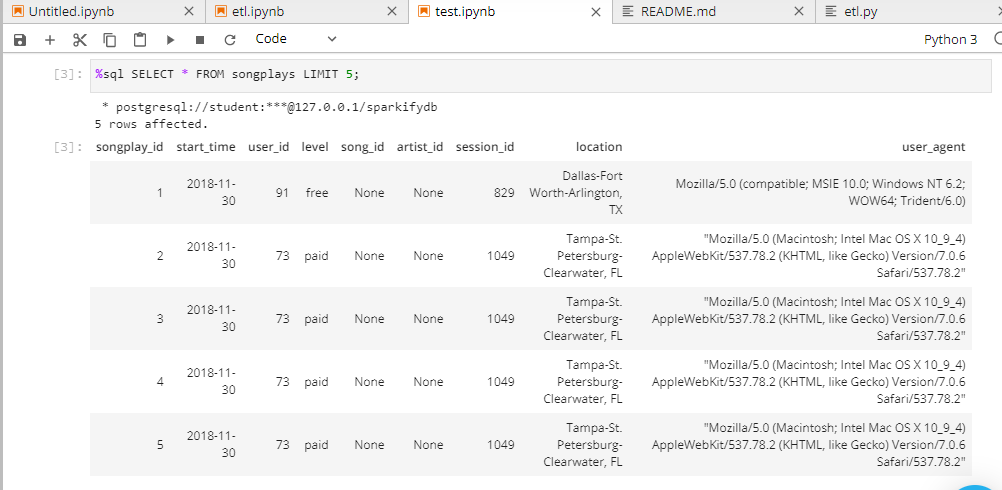 Untitled.ipynb etl.ipynb test.ipynb README.md etl.py
Code Python 3
[3]: %sql SELECT * FROM songplays LIMIT 5;
* postgresql://student:***@127.0.0.1/sparkifydb
5 rows affected.
[3]: songplay_id start_time user_id level song_id artist_id session_id location user_agent
1 2018-11-30 91 free None None 829 Dallas-Fort Worth-Arlington, TX Mozilla/5.0 (compatible; MSIE 10.0; Windows NT 6.2; WOW64; Trident/6.0)
2 2018-11-30 73 paid None None 1049 Tampa-St. Petersburg-Clearwater, FL "Mozilla/5.0 (Macintosh; Intel Mac OS X 10_9_4) AppleWebKit/537.78.2 (KHTML, like Gecko) Version/7.0.6 Safari/537.78.2"
3 2018-11-30 73 paid None None 1049 Tampa-St. Petersburg-Clearwater, FL "Mozilla/5.0 (Macintosh; Intel Mac OS X 10_9_4) AppleWebKit/537.78.2 (KHTML, like Gecko) Version/7.0.6 Safari/537.78.2"
4 2018-11-30 73 paid None None 1049 Tampa-St. Petersburg-Clearwater, FL "Mozilla/5.0 (Macintosh; Intel Mac OS X 10_9_4) AppleWebKit/537.78.2 (KHTML, like Gecko) Version/7.0.6 Safari/537.78.2"
5 2018-11-30 73 paid None None 1049 Tampa-St. Petersburg-Clearwater, FL "Mozilla/5.0 (Macintosh; Intel Mac OS X 10_9_4) AppleWebKit/537.78.2 (KHTML, like Gecko) Version/7.0.6 Safari/537.78.2"